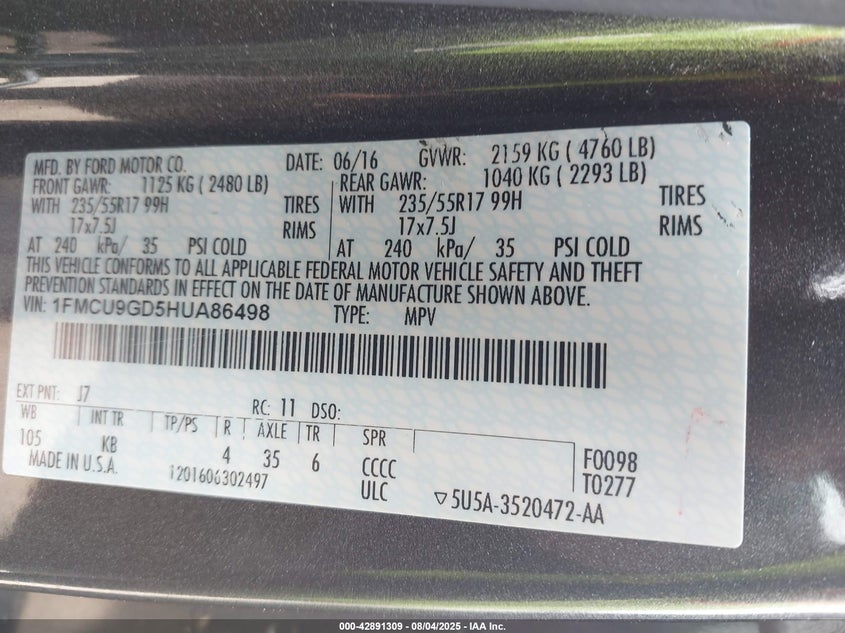 MFD. BY FORD MOTOR CO. DATE: 06/16 GVWR: 2159 KG ( 4760 LB)
FRONT GAWR: 1125 KG ( 2480 LB) REAR GAWR: 1040 KG ( 2293 LB)
WITH 235/55R17 99H TIRES WITH 235/55R17 99H TIRES
17x7.5J RIMS 17x7.5J RIMS
AT 240 kPa/ 35 PSI COLD AT 240 kPa/ 35 PSI COLD
THIS VEHICLE CONFORMS TO ALL APPLICABLE FEDERAL MOTOR VEHICLE SAFETY AND THEFT
PREVENTION STANDARDS IN EFFECT ON THE DATE OF MANUFACTURE SHOWN ABOVE.
VIN: 1FMCU9GD5HUA86498 TYPE: MPV
EXT PNT: J7 RC: 11 DSO:
WB INT TR TP/PS R AXLE TR SPR
105 KB 4 35 6 CCCC F0098
MADE IN U.S.A. 1201606302497 ULC T0277
▽5U5A-3520472-AA
000-42891309 - 08/04/2025 - IAA Inc.